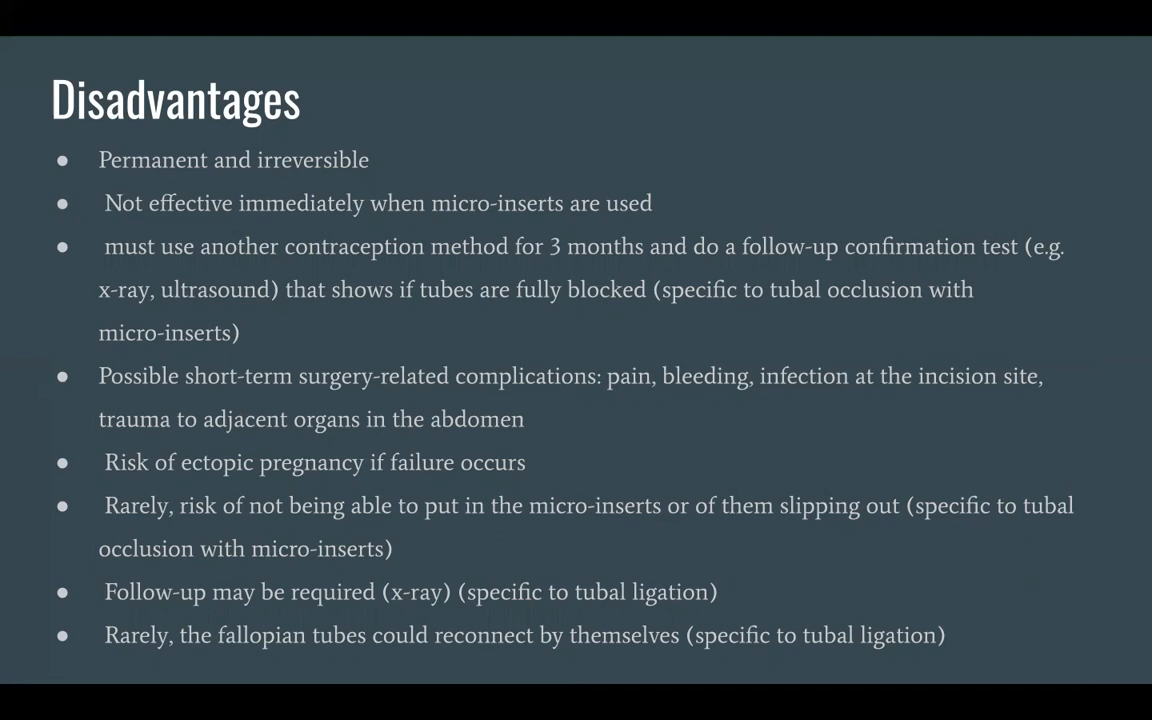 Disadvantages
● Permanent and irreversible
● Not effective immediately when micro-inserts are used
● must use another contraception method for 3 months and do a follow-up confirmation test (e.g.
x-ray, ultrasound) that shows if tubes are fully blocked (specific to tubal occlusion with
micro-inserts)
● Possible short-term surgery-related complications: pain, bleeding, infection at the incision site,
trauma to adjacent organs in the abdomen
● Risk of ectopic pregnancy if failure occurs
● Rarely, risk of not being able to put in the micro-inserts or of them slipping out (specific to tubal
occlusion with micro-inserts)
● Follow-up may be required (x-ray) (specific to tubal ligation)
● Rarely, the fallopian tubes could reconnect by themselves (specific to tubal ligation)